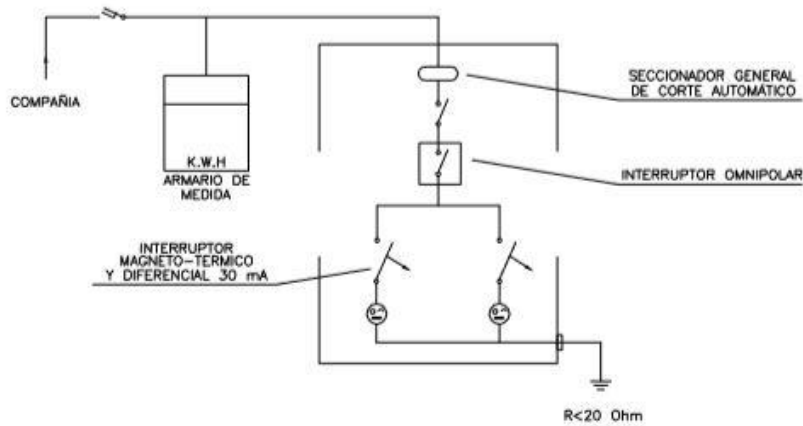 COMPAÑIA
K.W.H
ARMARIO DE
MEDIDA
SECCIONADOR GENERAL
DE CORTE AUTOMÁTICO
INTERRUPTOR OMNIPOLAR
INTERRUPTOR
MAGNETO-TERMICO
Y DIFERENCIAL 30 mA
R<20 Ohm